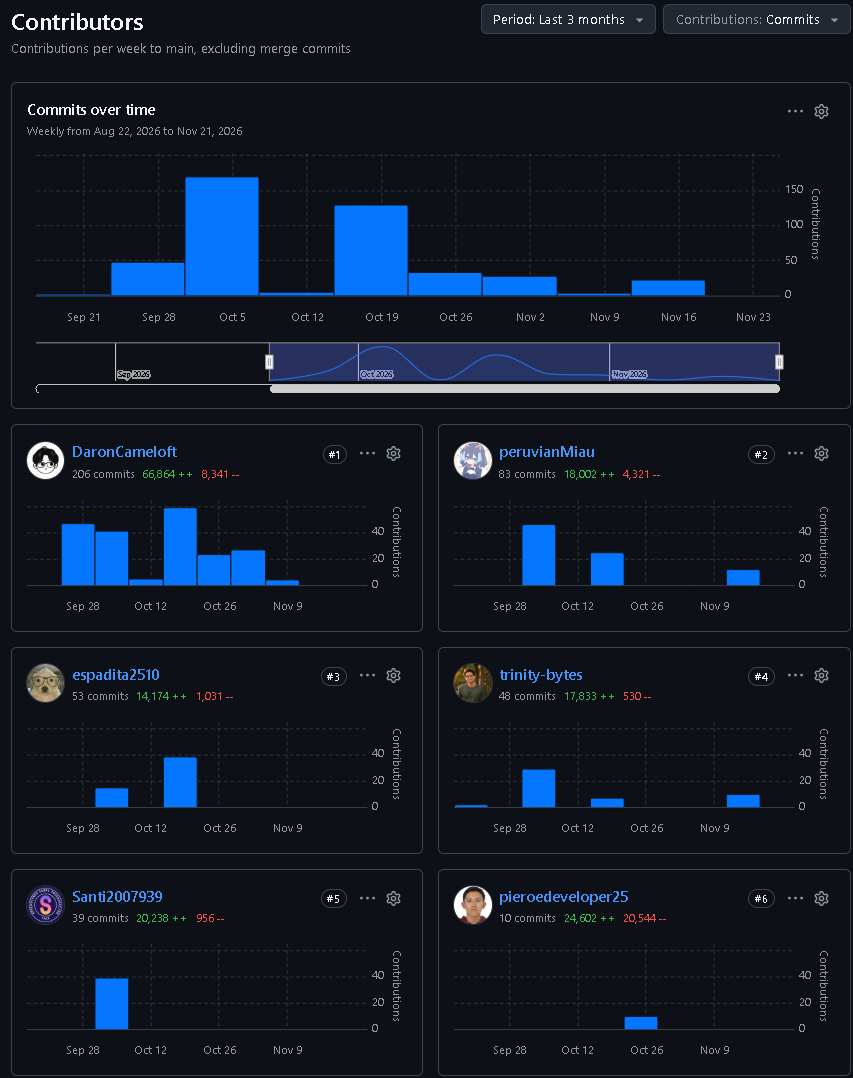 Contributors
Period: Last 3 months
Contributions: Commits
Contributions per week to main, excluding merge commits
Commits over time
Weekly from Aug 22, 2026 to Nov 21, 2026
150
100
50
0
Contributions
Sep 21 Sep 28 Oct 5 Oct 12 Oct 19 Oct 26 Nov 2 Nov 9 Nov 16 Nov 23
Sep 2026 Oct 2026 Nov 2026
DaronCameloft
#1
206 commits 66,864 ++ 8,341 --
40
20
0
Contributions
Sep 28 Oct 12 Oct 26 Nov 9
peruvianMiau
#2
83 commits 18,002 ++ 4,321 --
40
20
0
Contributions
Sep 28 Oct 12 Oct 26 Nov 9
espadita2510
#3
53 commits 14,174 ++ 1,031 --
40
20
0
Contributions
Sep 28 Oct 12 Oct 26 Nov 9
trinity-bytes
#4
48 commits 17,833 ++ 530 --
40
20
0
Contributions
Sep 28 Oct 12 Oct 26 Nov 9
Santi2007939
#5
39 commits 20,238 ++ 956 --
40
20
0
Contributions
Sep 28 Oct 12 Oct 26 Nov 9
pieroedeveloper25
#6
10 commits 24,602 ++ 20,544 --
40
20
0
Contributions
Sep 28 Oct 12 Oct 26 Nov 9